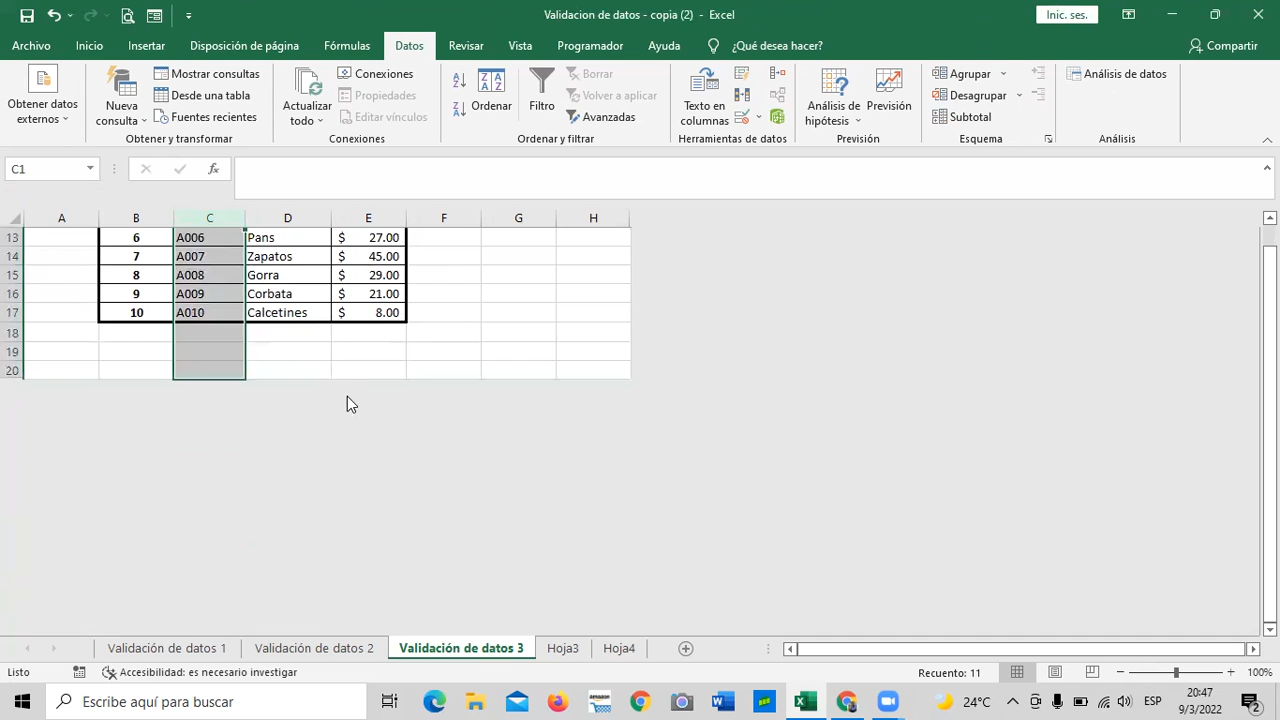 Validacion de datos - copia (2) - Excel
Inic. ses.
Archivo Inicio Insertar Disposición de página Fórmulas Datos Revisar Vista Programador Ayuda ¿Qué desea hacer? Compartir
Obtener datos externos
Nueva consulta
Mostrar consultas
Desde una tabla
Fuentes recientes
Obtener y transformar
Actualizar todo
Conexiones
Propiedades
Editar vínculos
Conexiones
Ordenar
Filtro
Borrar
Volver a aplicar
Avanzadas
Ordenar y filtrar
Texto en columnas
Herramientas de datos
Análisis de hipótesis
Previsión
Previsión
Agrupar
Desagrupar
Subtotal
Esquema
Análisis de datos
Análisis
C1 fx
A B C D E F G H
13 6 A006 Pans $ 27.00
14 7 A007 Zapatos $ 45.00
15 8 A008 Gorra $ 29.00
16 9 A009 Corbata $ 21.00
17 10 A010 Calcetines $ 8.00
18
19
20
Validación de datos 1 Validación de datos 2 Validación de datos 3 Hoja3 Hoja4
Listo Accesibilidad: es necesario investigar Recuento: 11 100%
Escribe aquí para buscar 24°C ESP 20:47
9/3/2022 2